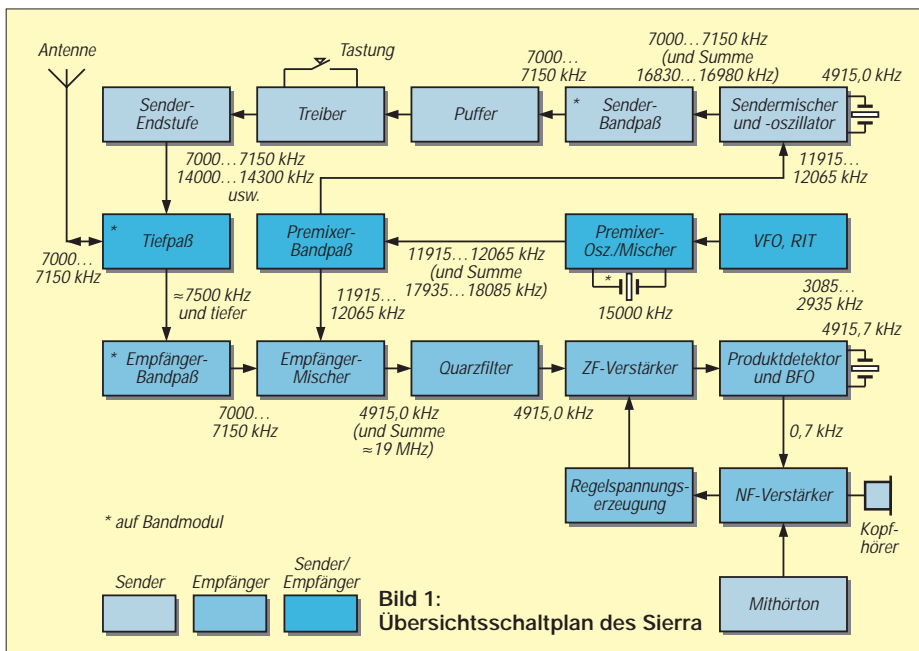 Antenne
Tastung
7000…7150 kHz
(und Summe
16830…16980 kHz)
7000…
7150 kHz
4915,0 kHz
Sender-
Endstufe
Treiber
Puffer
*
Sender-
Bandpaß
Sendermischer
und -oszillator
7000…7150 kHz
14000…14300 kHz
usw.
11915…
12065 kHz
*
Tiefpaß
Premixer-
Bandpaß
Premixer-
Osz./Mischer
VFO, RIT
7000…
7150 kHz
11915…12065 kHz
(und Summe
17935…18085 kHz)
*
15000 kHz
3085…
2935 kHz
≈7500 kHz
und tiefer
11915…
12065 kHz
4915,7 kHz
* Empfänger-
Bandpaß
Empfänger-
Mischer
Quarzfilter
ZF-Verstärker
Produktdetektor
und BFO
7000…
7150 kHz
4915,0 kHz
(und Summe
≈19 MHz)
4915,0 kHz
0,7 kHz
Regelspannungs-
erzeugung
NF-Verstärker
Kopf-
hörer
* auf Bandmodul
Sender
Empfänger
Sender/
Empfänger
Mithörton
Bild 1:
Übersichtsschaltplan des Sierra